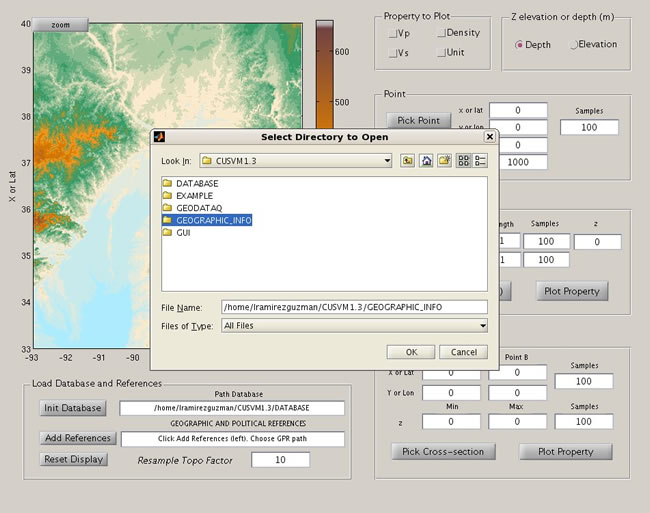 zoom
40
39
38
37
36
35
34
33
X or Lat
-93
-92
-91
-90
600
500
Property to Plot
Vp
Density
Vs
Unit
Z elevation or depth (m)
Depth
Elevation
Point
Pick Point
x or lat
0
Samples
y or lon
0
100
0
1000
Select Directory to Open
Look In:
CUSVM1.3
DATABASE
EXAMPLE
GEODATAQ
GEOGRAPHIC_INFO
GUI
File Name:
/home/lramirezguzman/CUSVM1.3/GEOGRAPHIC_INFO
Files of Type:
All Files
OK
Cancel
ngth
Samples
z
1
100
0
1
100
Plot Property
Point B
Samples
X or Lat
0
0
100
Y or Lon
0
0
Min
Max
Samples
z
0
0
100
Pick Cross-section
Plot Property
Load Database and References
Path Database
Init Database
/home/lramirezguzman/CUSVM1.3/DATABASE
GEOGRAPHIC AND POLITICAL REFERENCES
Add References
Click Add References (left). Choose GPR path
Reset Display
Resample Topo Factor
10